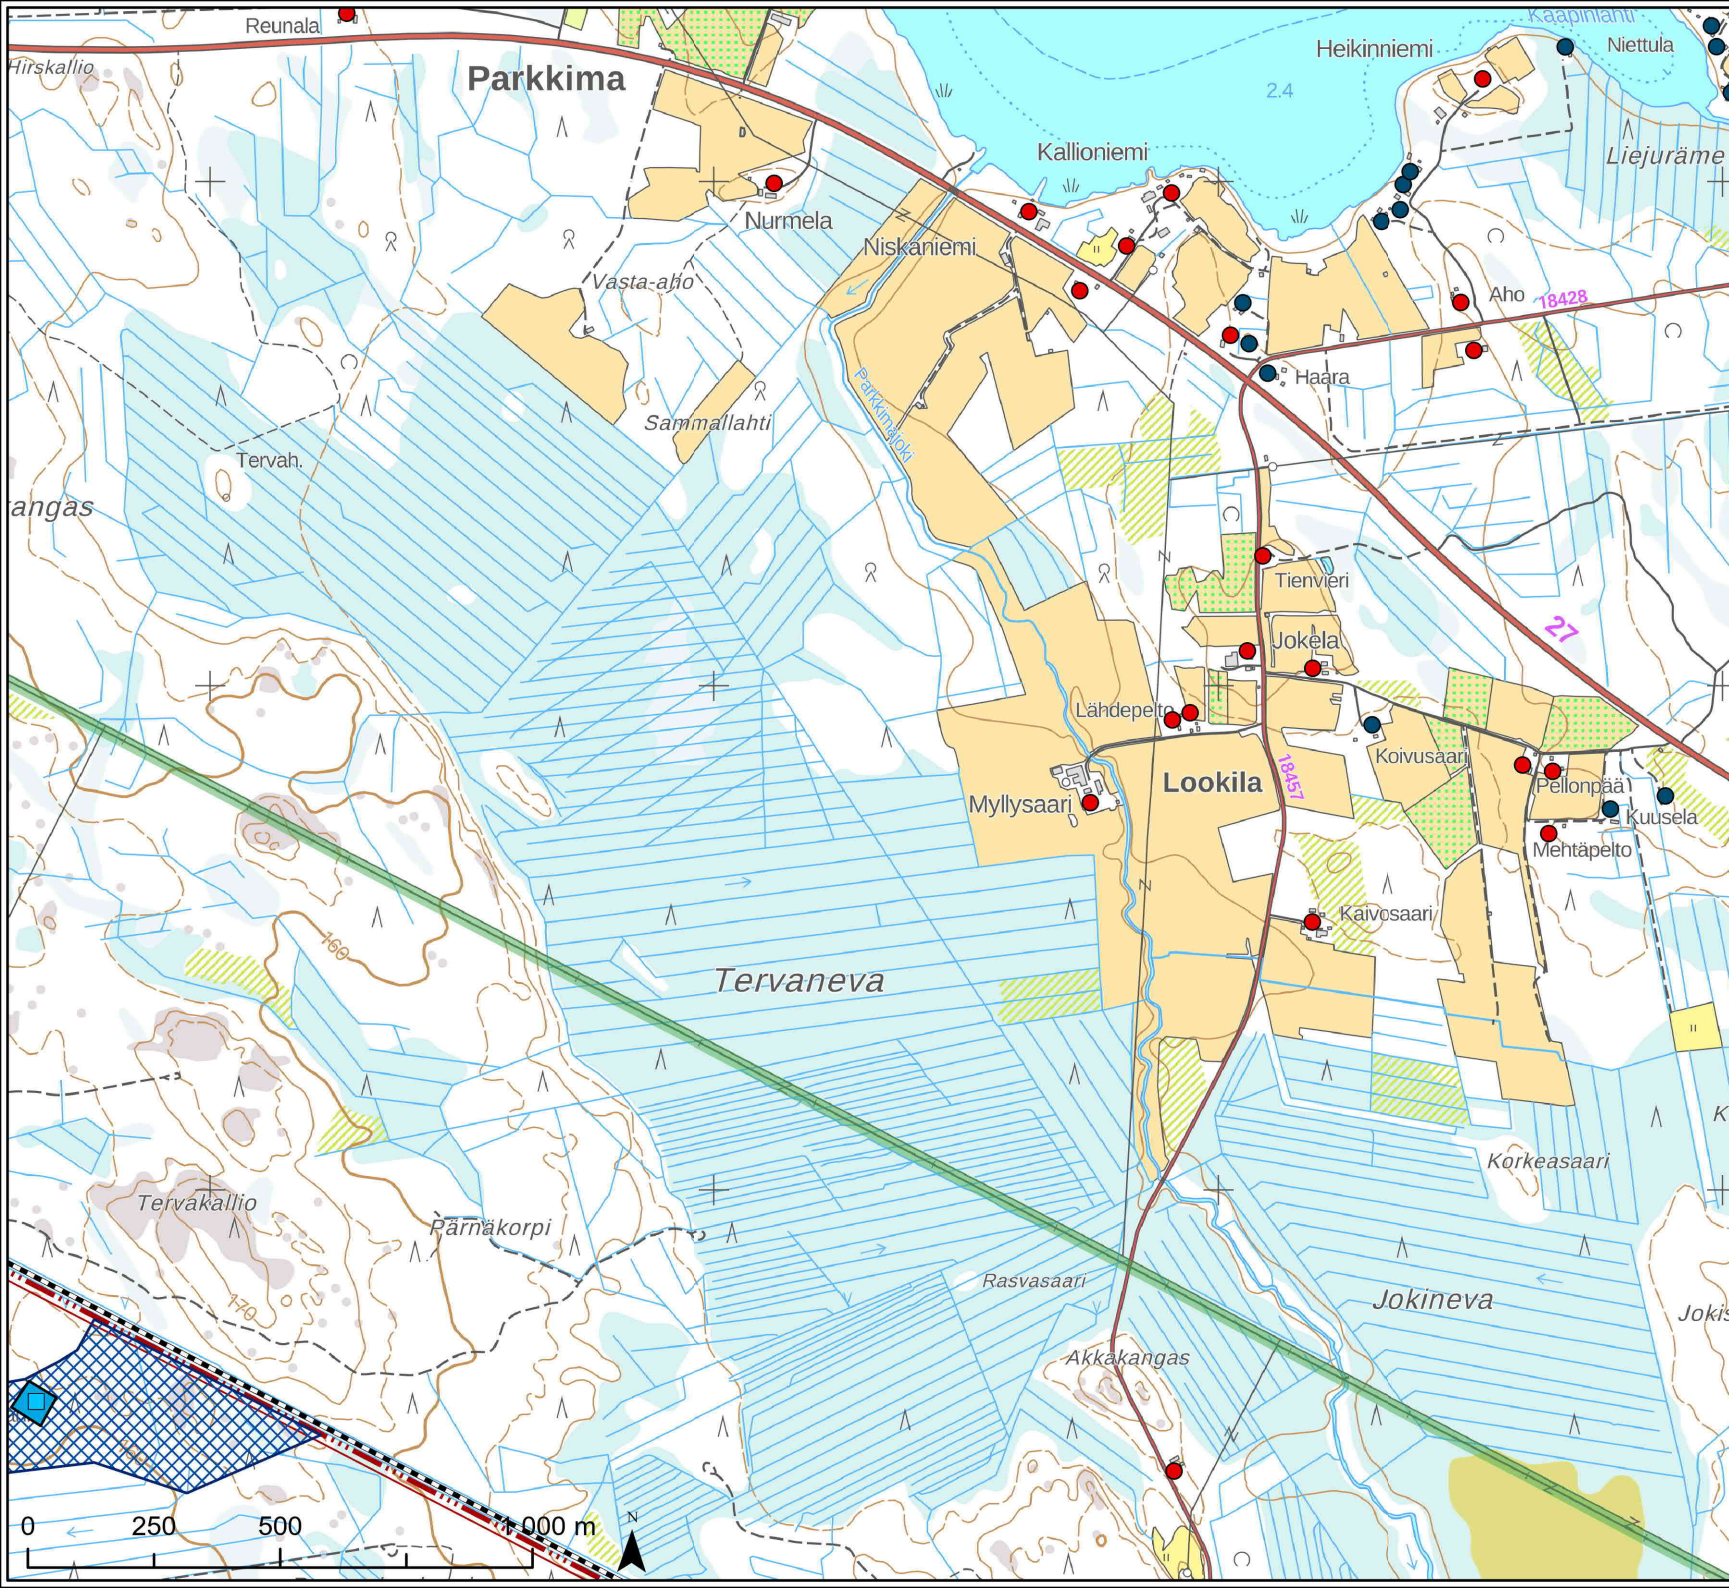 Kaapinlahti
Reunala
Heikinniemi
Niettula
Hirskallio
Parkkima
2.4
Kallioniemi
Liejuräme
Nurmela
Niskaniemi
Vasta-aho
Aho
18428
Haara
Parkkimajoki
Sammallahti
Tervah.
angas
Tienvieri
27
Jokela
Lähdepelto
Koivusaari
Lookila
18457
Pellonpää
Myllysaari
Kuusela
Mehtäpelto
Kaivosaari
160
Tervaneva
K
Korkeasaari
Tervakallio
Pärnäkorpi
Rasvasaari
170
Jokineva
Jokis
Akkakangas
0 250 500 1 000 m
N